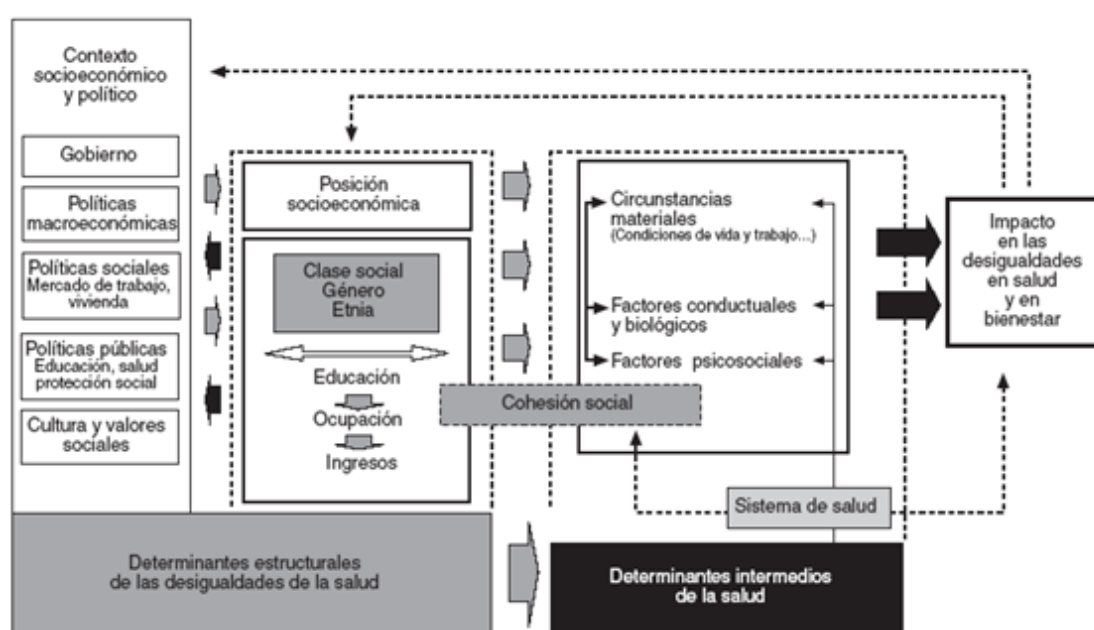 Contexto
socioeconómico
y político
Gobierno
Políticas
macroeconómicas
Políticas sociales
Mercado de trabajo,
vivienda
Políticas públicas
Educación, salud
protección social
Cultura y valores
sociales
Posición
socioeconómica
Clase social
Género
Etnia
Educación
Ocupación
Ingresos
Cohesión social
Circunstancias
materiales
(Condiciones de vida y trabajo...)
Factores conductuales
y biológicos
Factores psicosociales
Sistema de salud
Impacto
en las
desigualdades
en salud
y en
bienestar
Determinantes estructurales
de las desigualdades de la salud
Determinantes intermedios
de la salud